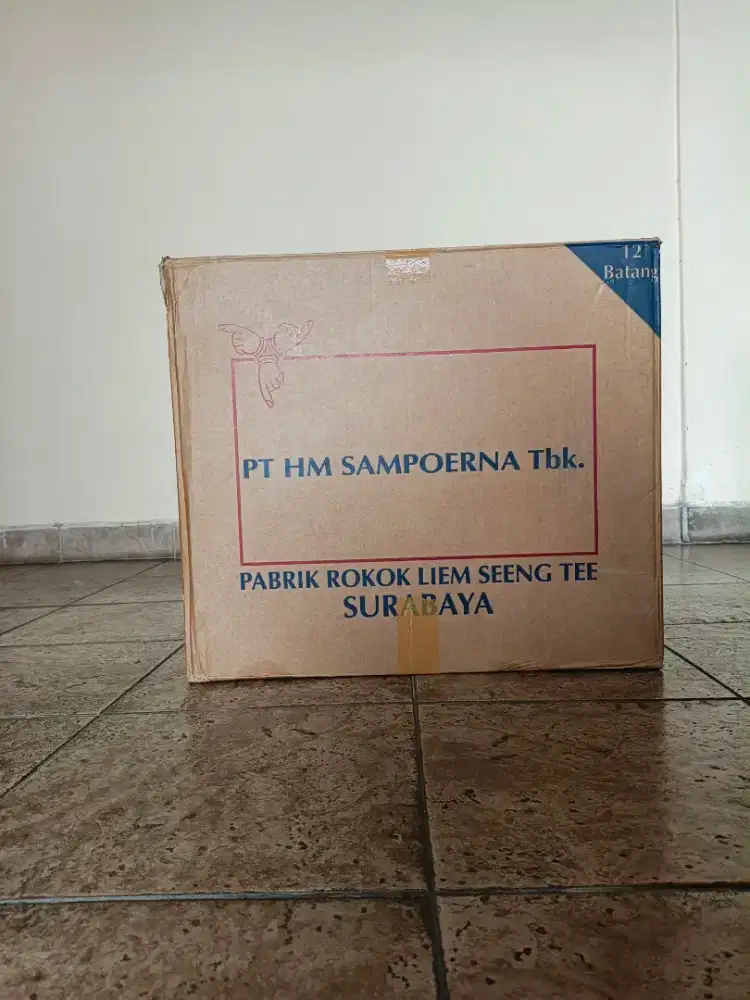 12
Batang
PT HM SAMPOERNA Tbk.
PABRIK ROKOK LIEM SEENG TEE
SURABAYA